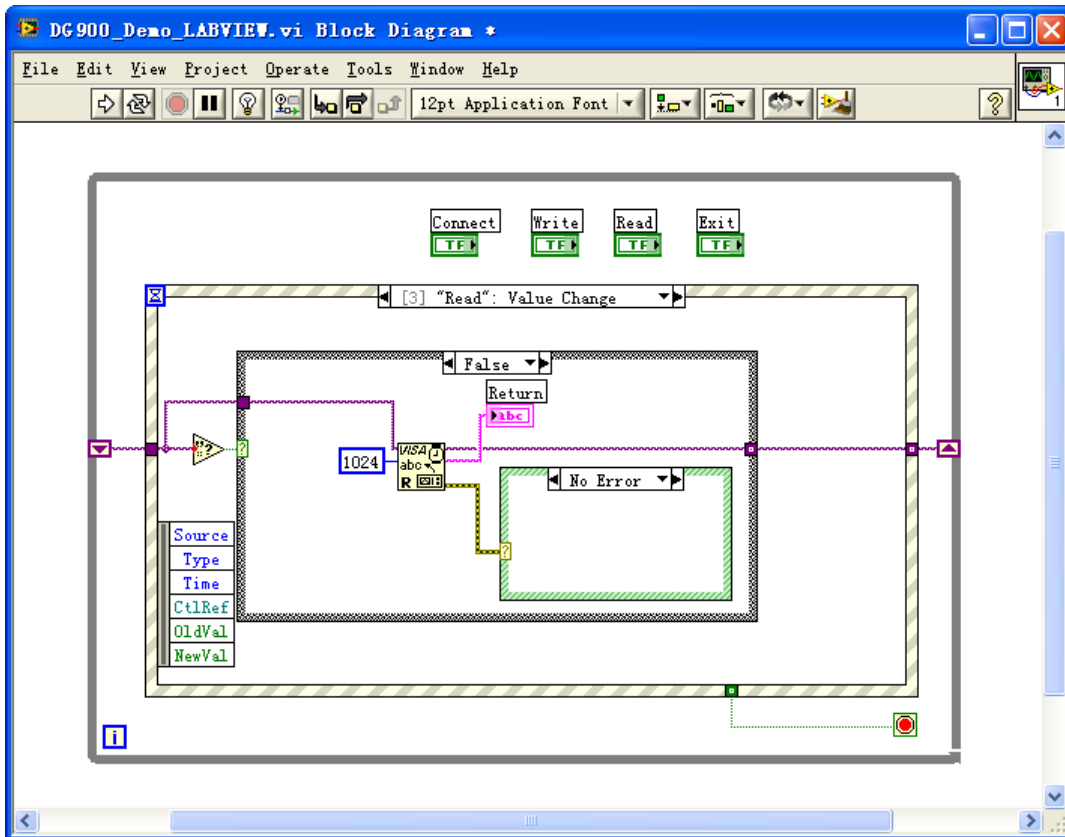 DG900_Demo_LABVIEW.vi Block Diagram *
File Edit View Project Operate Tools Window Help
12pt Application Font
?
1
Connect Write Read Exit
TF TF TF TF
[3] "Read": Value Change
False
Return
abc
"? ?
1024
VISA
abc
R
No Error
?
Source
Type
Time
CtlRef
OldVal
NewVal
i